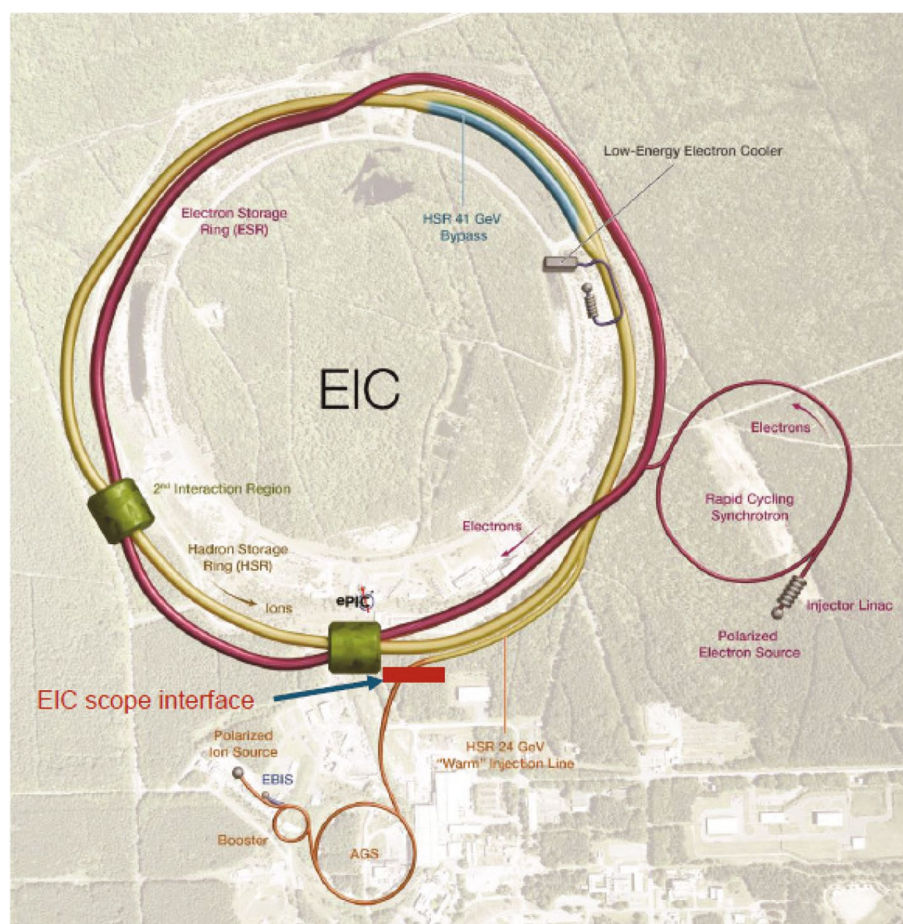 Low-Energy Electron Cooler
Electron Storage
Ring (ESR)
HSR 41 GeV
Bypass
EIC
Electrons
2nd Interaction Region
Rapid Cycling
Synchrotron
Electrons
Hadron Storage
Ring (HSR)
Ions
ePIC
Injector Linac
Polarized
Electron Source
EIC scope interface
Polarized
Ion Source
HSR 24 GeV
"Warm" Injection Line
EBIS
Booster
AGS